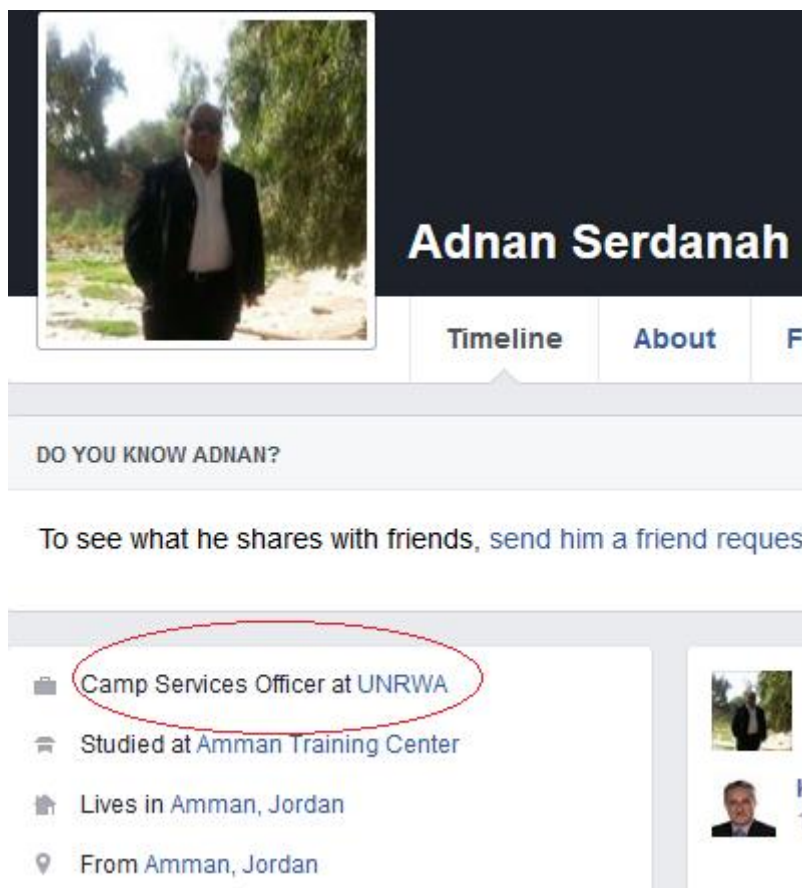 Adnan Serdanah
Timeline About F
DO YOU KNOW ADNAN?
To see what he shares with friends, send him a friend reques
Camp Services Officer at UNRWA
Studied at Amman Training Center
Lives in Amman, Jordan
From Amman, Jordan